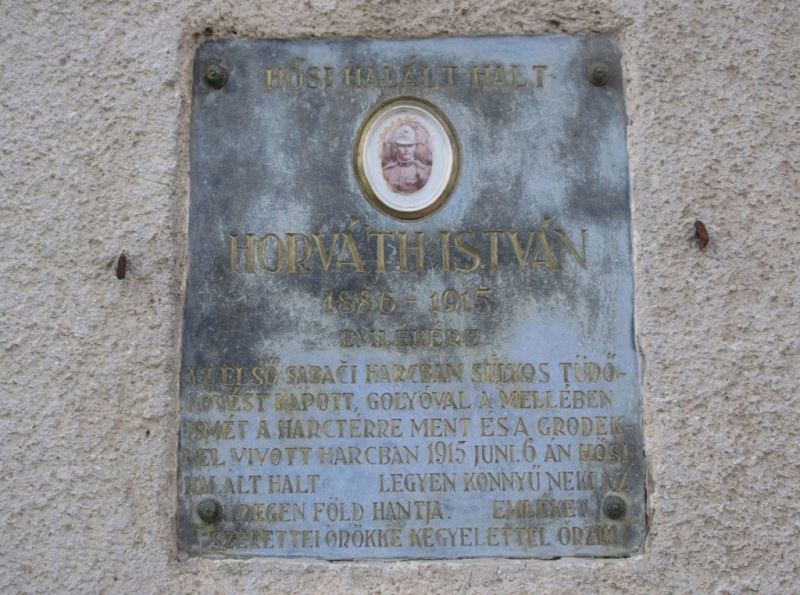 HŐSI HALÁLT HALT
HORVÁTH ISTVÁN
1886 - 1915
EMLÉKÉRE
AZ ELSŐ SABAČI HARCBAN SÚLYOS TÜDŐ-
LÖVÉST KAPOTT, GOLYÓVAL A MELLÉBEN
ISMÉT A HARCTÉRRE MENT ÉS A GRODEK-
NEL VIVOTT HARCBAN 1915 JUNI. 6 ÁN HŐSI
HALÁLT HALT LEGYEN KÖNNYŰ NEKI AZ
IDEGEN FÖLD HANTJA. EMLÉKÉT
SZERETTEI ÖRÖKKÉ KEGYELETTEL ŐRZIK